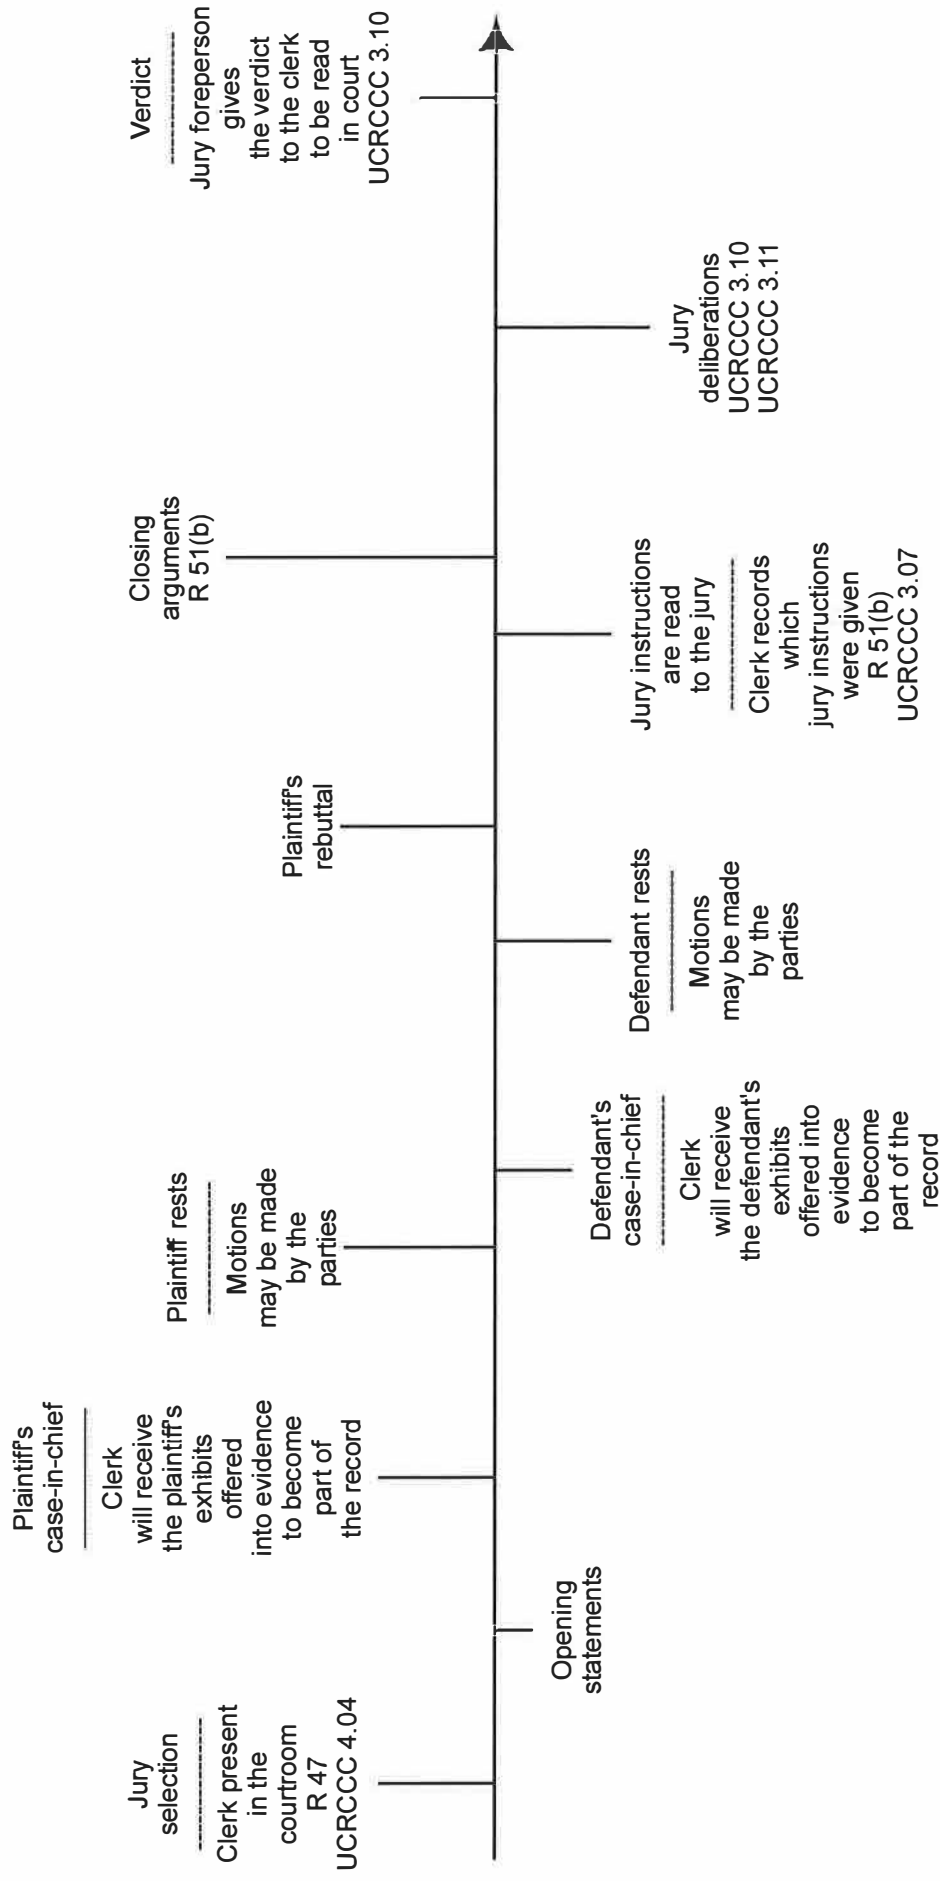 Jury
selection
Clerk present
in the
courtroom
R 47
UCRCCC 4.04
Opening
statements
Plaintiff's
case-in-chief
Clerk
will receive
the plaintiff's
exhibits
offered
into evidence
to become
part of
the record
Plaintiff rests
Motions
may be made
by the
parties
Defendant's
case-in-chief
Clerk
will receive
the defendant's
exhibits
offered into
evidence
to become
part of the
record
Defendant rests
Motions
may be made
by the
parties
Plaintiff's
rebuttal
Jury instructions
are read
to the jury
Clerk records
which
jury instructions
were given
R 51(b)
UCRCCC 3.07
Closing
arguments
R 51(b)
Jury
deliberations
UCRCCC 3.10
UCRCCC 3.11
Verdict
Jury foreperson
gives
the verdict
to the clerk
to be read
in court
UCRCCC 3.10